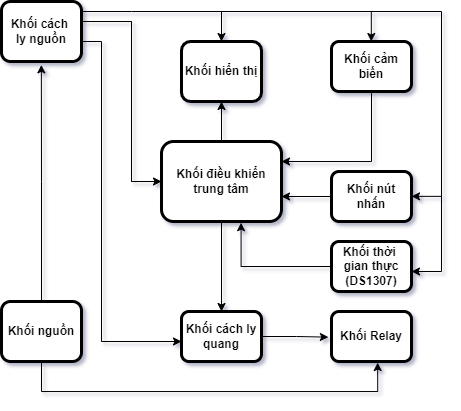 Khối cách
ly nguồn
Khối hiển thị
Khối cảm
biến
Khối điều khiển
trung tâm
Khối nút
nhấn
Khối thời
gian thực
(DS1307)
Khối nguồn
Khối cách ly
quang
Khối Relay